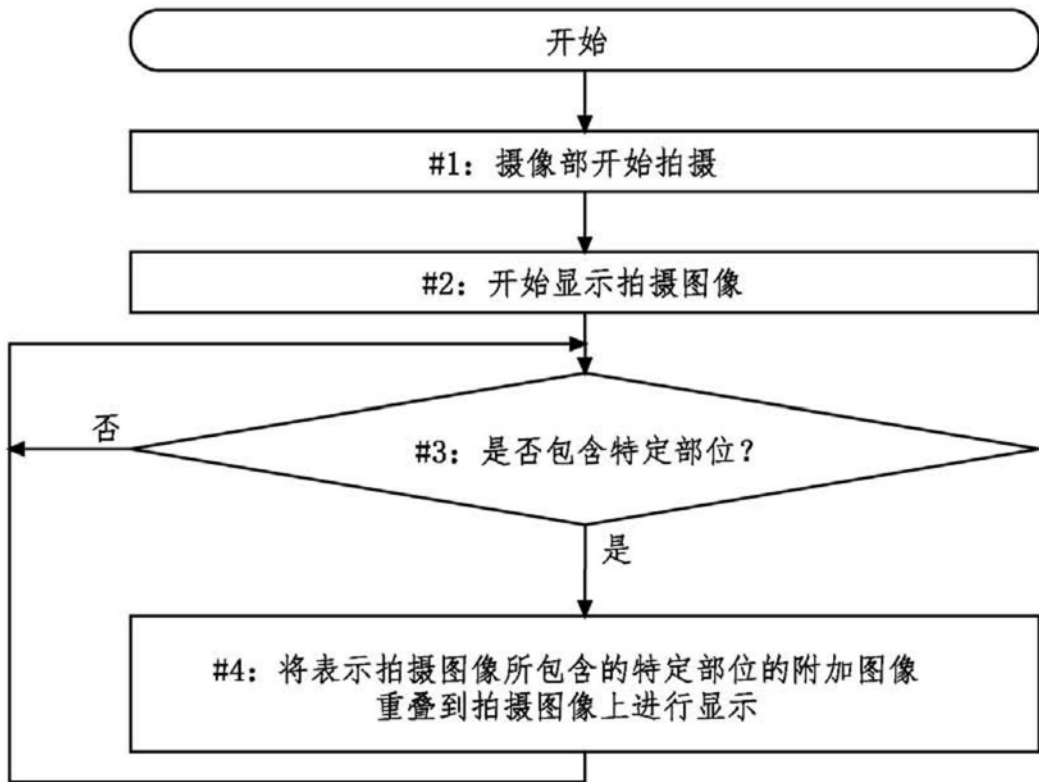 开始
#1：摄像部开始拍摄
#2：开始显示拍摄图像
否
#3：是否包含特定部位？
是
#4：将表示拍摄图像所包含的特定部位的附加图像
重叠到拍摄图像上进行显示